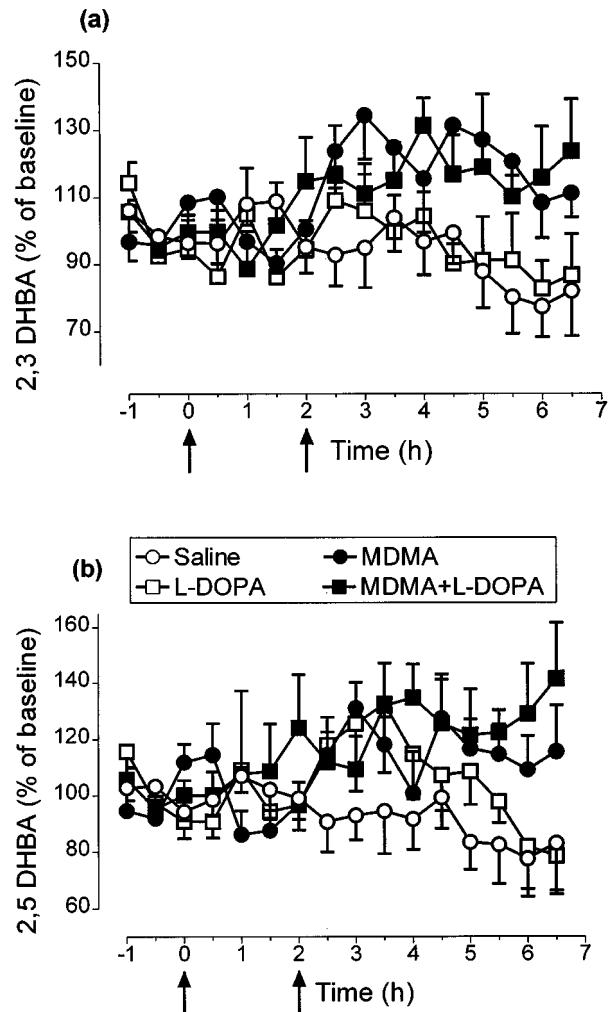 (a)
2,3 DHBA (% of baseline)
150
130
110
90
70
-1 0 1 2 3 4 5 6 7
Time (h)
(b)
Saline MDMA
L-DOPA MDMA+L-DOPA
2,5 DHBA (% of baseline)
160
140
120
100
80
60
-1 0 1 2 3 4 5 6 7
Time (h)